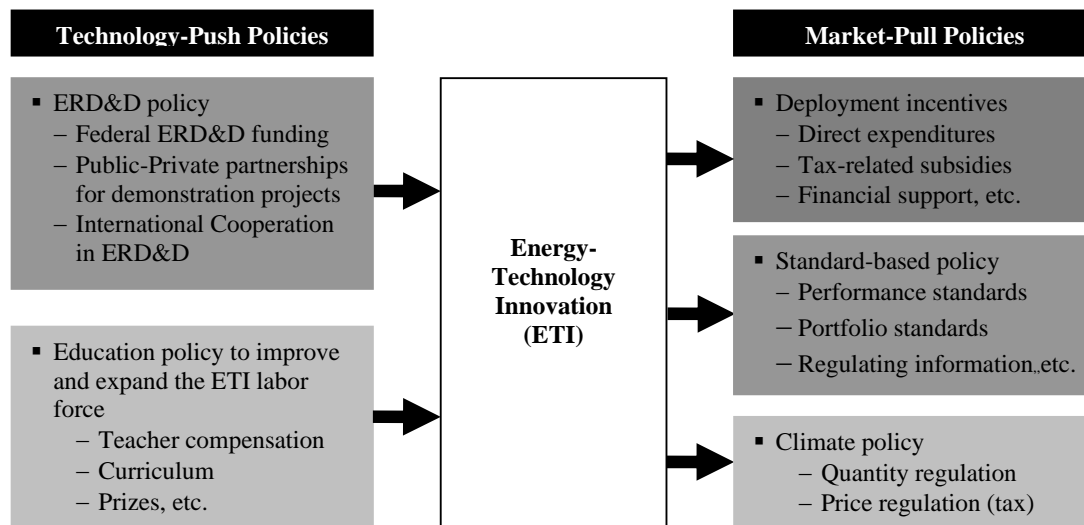 Technology-Push Policies
▪ ERD&D policy
– Federal ERD&D funding
– Public-Private partnerships
for demonstration projects
– International Cooperation
in ERD&D
▪ Education policy to improve
and expand the ETI labor
force
– Teacher compensation
– Curriculum
– Prizes, etc.
Energy-
Technology
Innovation
(ETI)
Market-Pull Policies
▪ Deployment incentives
– Direct expenditures
– Tax-related subsidies
– Financial support, etc.
▪ Standard-based policy
– Performance standards
– Portfolio standards
– Regulating information,,etc.
▪ Climate policy
– Quantity regulation
– Price regulation (tax)